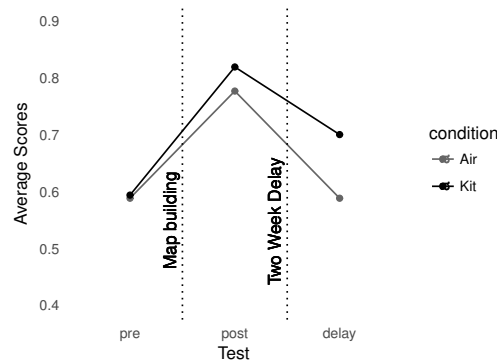 0.9
0.8
0.7
0.6
0.5
0.4
Average Scores
Map building
Two Week Delay
pre
post
delay
Test
condition
Air
Kit